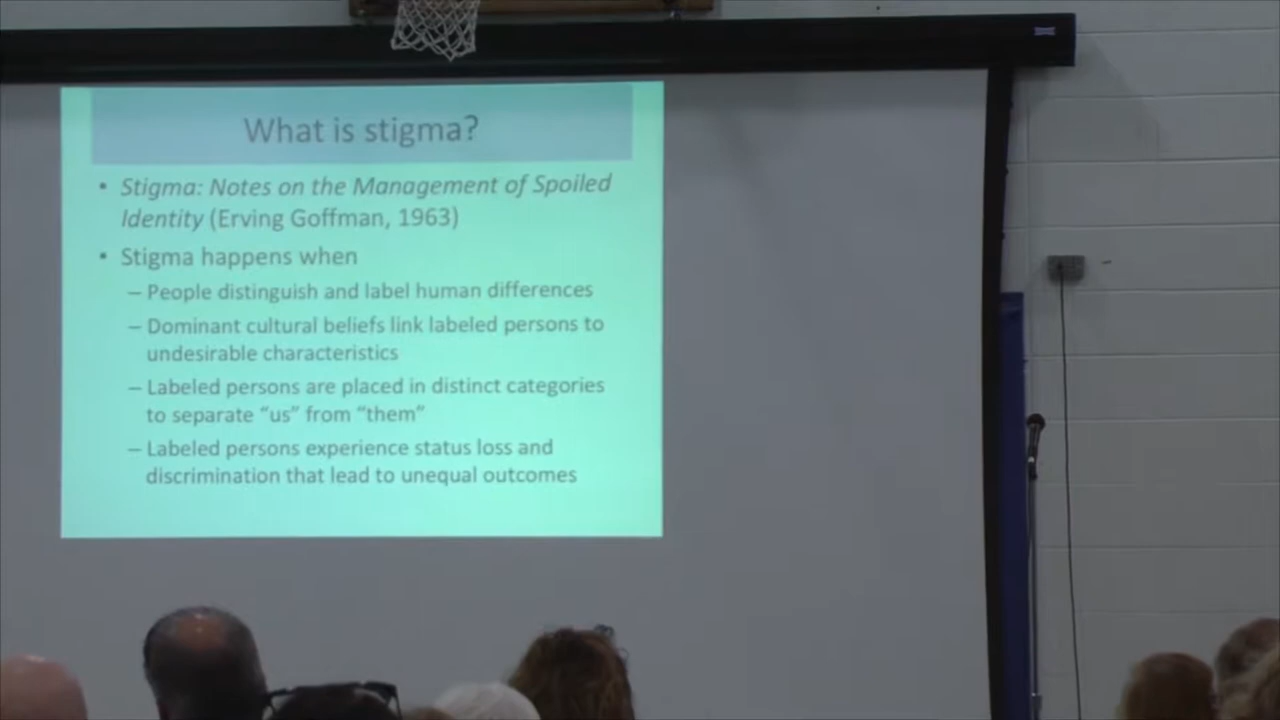 What is stigma?
• Stigma: Notes on the Management of Spoiled
Identity (Erving Goffman, 1963)
• Stigma happens when
– People distinguish and label human differences
– Dominant cultural beliefs link labeled persons to
undesirable characteristics
– Labeled persons are placed in distinct categories
to separate “us” from “them”
– Labeled persons experience status loss and
discrimination that lead to unequal outcomes